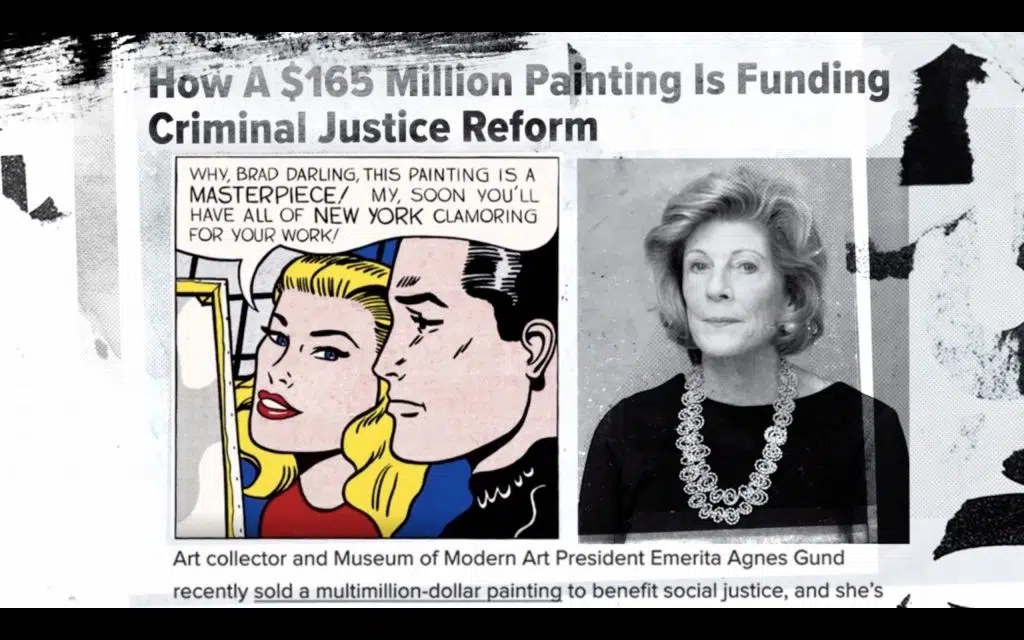 How A $165 Million Painting Is Funding
Criminal Justice Reform
WHY, BRAD DARLING, THIS PAINTING IS A
MASTERPIECE! MY, SOON YOU'LL
HAVE ALL OF NEW YORK CLAMORING
FOR YOUR WORK!
Art collector and Museum of Modern Art President Emerita Agnes Gund
recently sold a multimillion-dollar painting to benefit social justice, and she's